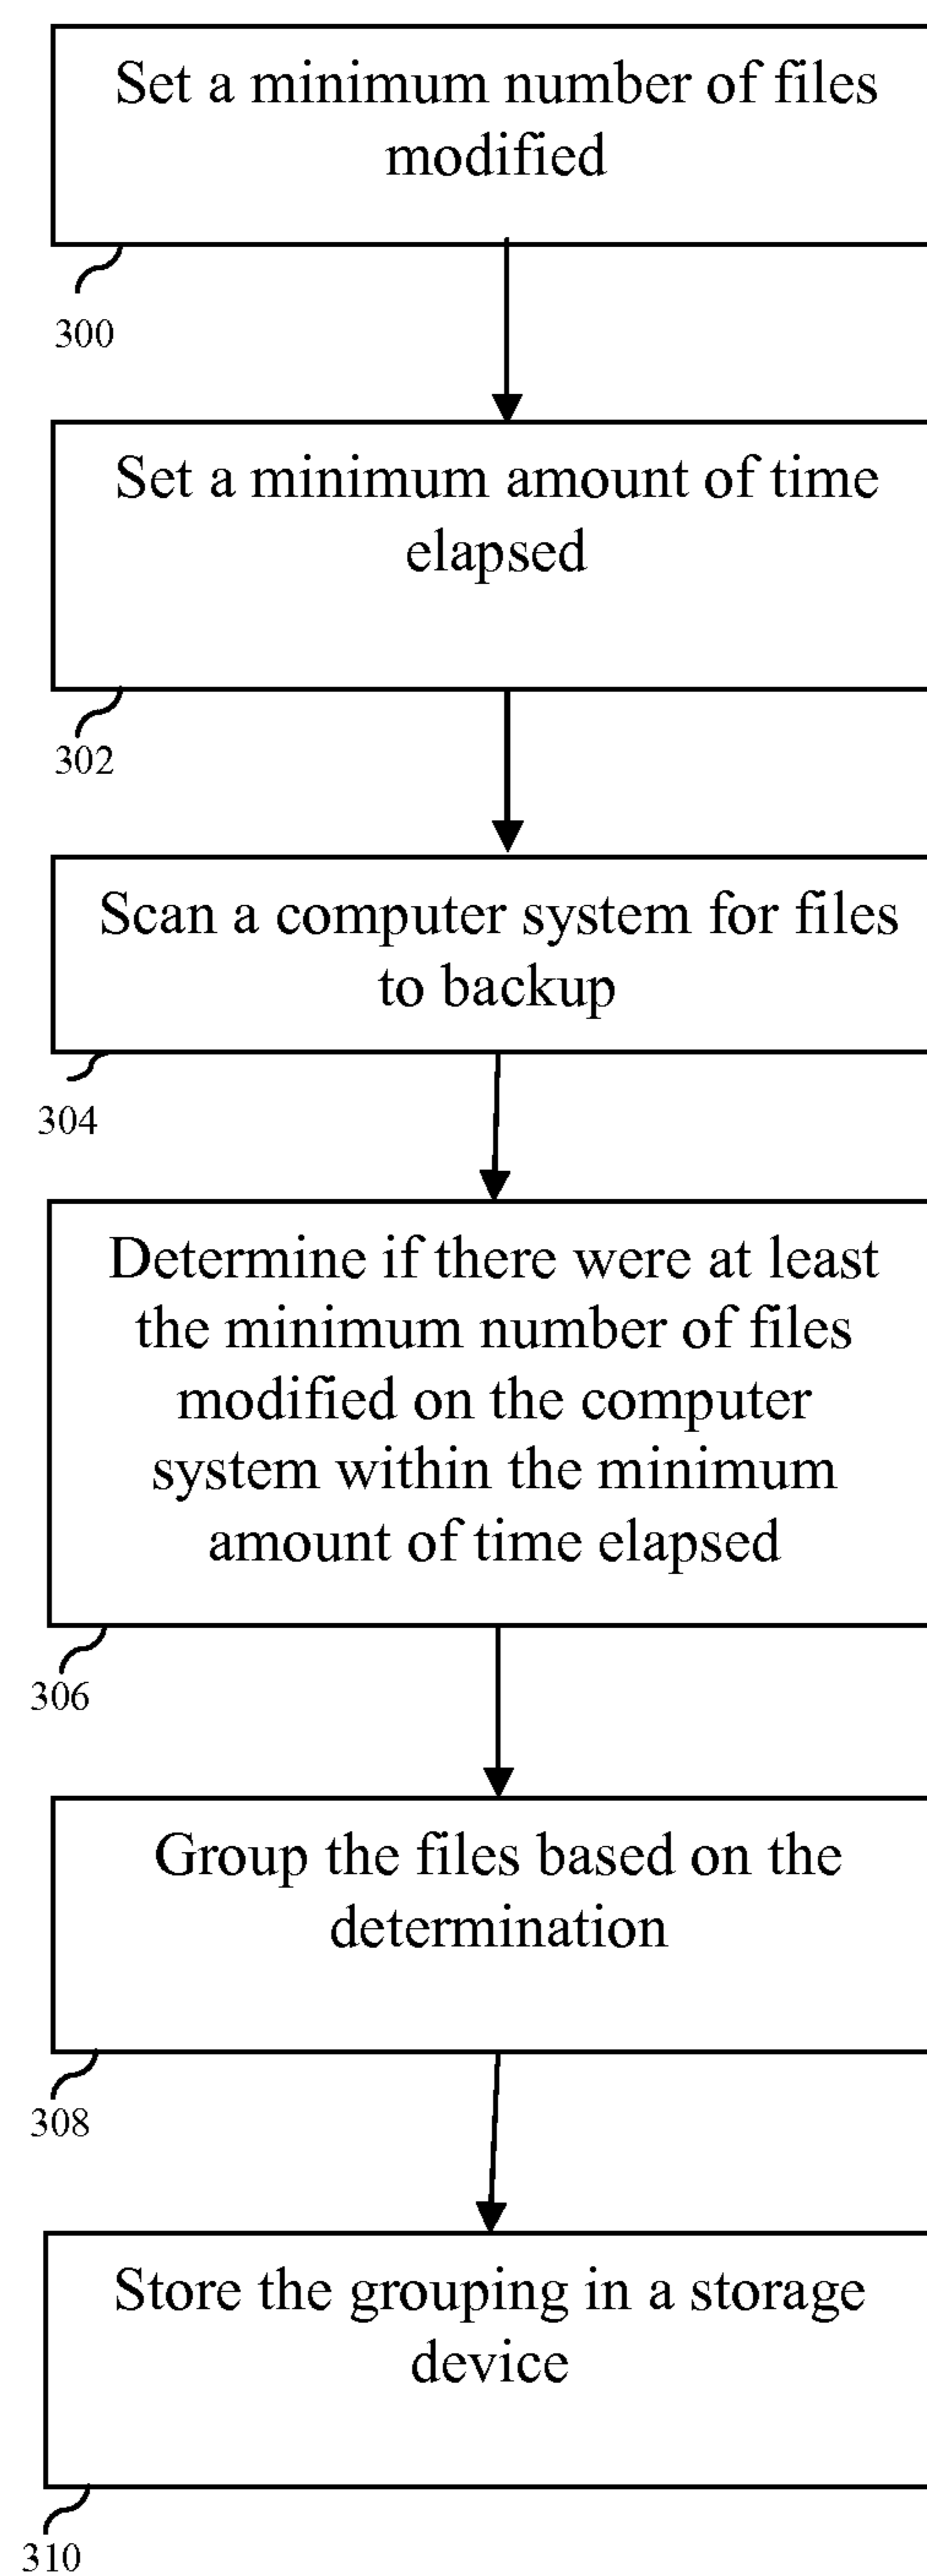 Set a minimum number of files
modified
300
Set a minimum amount of time
elapsed
302
Scan a computer system for files
to backup
304
Determine if there were at least
the minimum number of files
modified on the computer
system within the minimum
amount of time elapsed
306
Group the files based on the
determination
308
Store the grouping in a storage
device
310